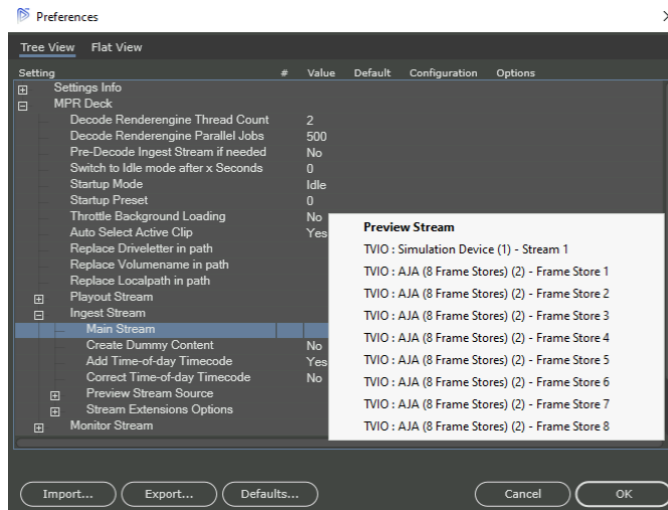 Preferences
Tree View Flat View
Setting # Value Default Configuration Options
Settings Info
MPR Deck
Decode Renderengine Thread Count 2
Decode Renderengine Parallel Jobs 500
Pre-Decode Ingest Stream if needed No
Switch to Idle mode after x Seconds 0
Startup Mode Idle
Startup Preset 0
Throttle Background Loading No
Auto Select Active Clip Yes
Replace Driveletter in path
Replace Volumename in path
Replace Localpath in path
Playout Stream
Ingest Stream
Main Stream
Create Dummy Content No
Add Time-of-day Timecode Yes
Correct Time-of-day Timecode No
Preview Stream Source
Stream Extensions Options
Monitor Stream
Preview Stream
TVIO : Simulation Device (1) - Stream 1
TVIO : AJA (8 Frame Stores) (2) - Frame Store 1
TVIO : AJA (8 Frame Stores) (2) - Frame Store 2
TVIO : AJA (8 Frame Stores) (2) - Frame Store 3
TVIO : AJA (8 Frame Stores) (2) - Frame Store 4
TVIO : AJA (8 Frame Stores) (2) - Frame Store 5
TVIO : AJA (8 Frame Stores) (2) - Frame Store 6
TVIO : AJA (8 Frame Stores) (2) - Frame Store 7
TVIO : AJA (8 Frame Stores) (2) - Frame Store 8
Import... Export... Defaults... Cancel OK